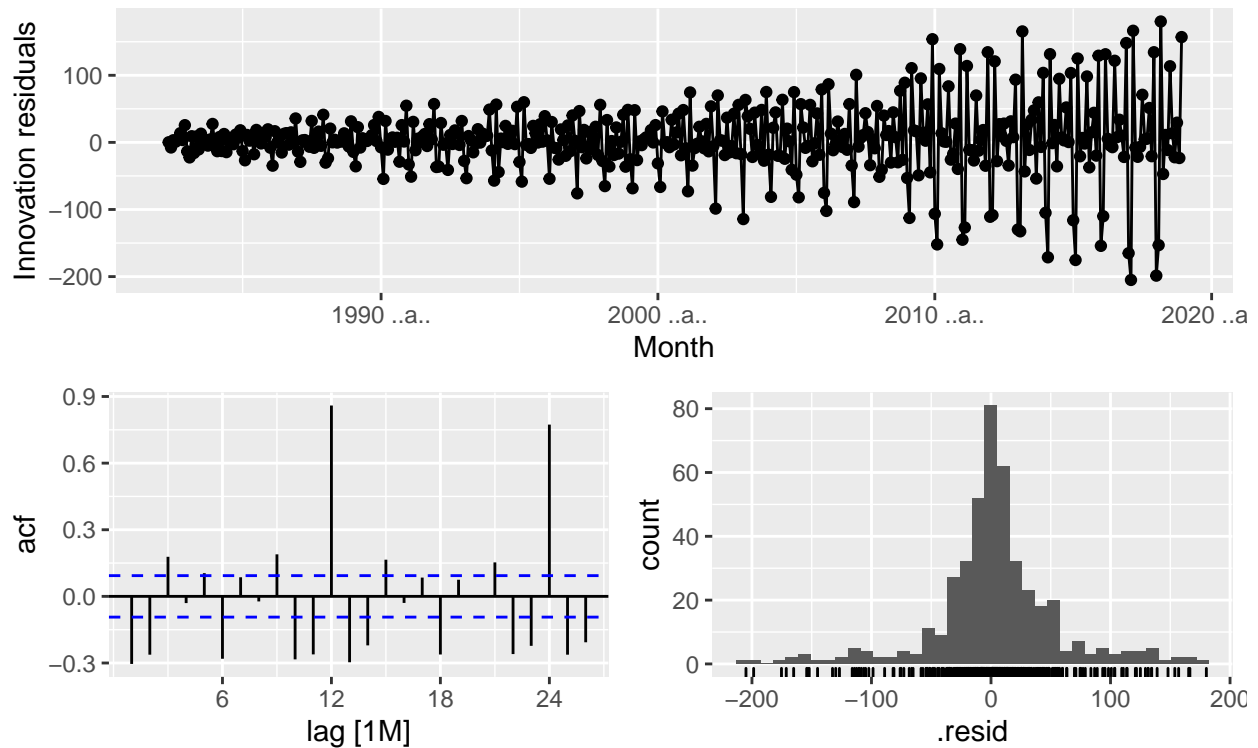 Innovation residuals
100
0
−100
−200
1990 ..a..
2000 ..a..
2010 ..a..
2020 ..a
Month
acf
0.9
0.6
0.3
0.0
−0.3
6
12
18
24
lag [1M]
count
80
60
40
20
0
−200
−100
0
100
200
.resid